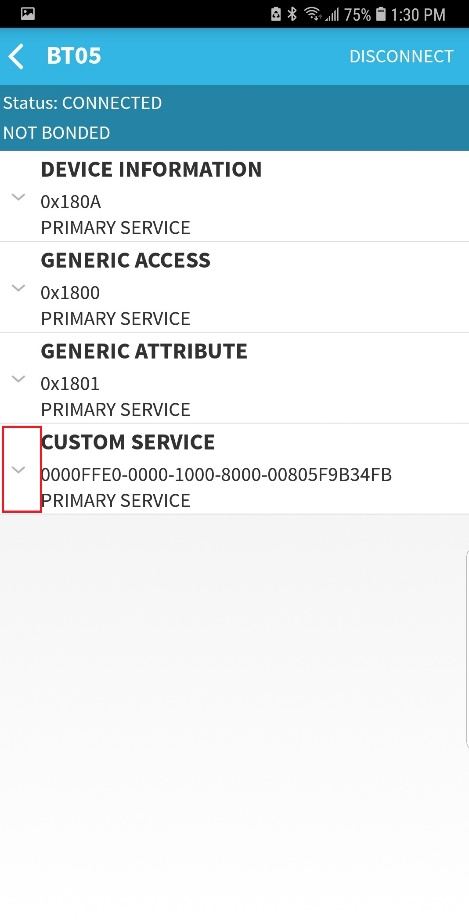 75% 1:30 PM
BT05 DISCONNECT
Status: CONNECTED
NOT BONDED
DEVICE INFORMATION
0x180A
PRIMARY SERVICE
GENERIC ACCESS
0x1800
PRIMARY SERVICE
GENERIC ATTRIBUTE
0x1801
PRIMARY SERVICE
CUSTOM SERVICE
0000FFE0-0000-1000-8000-00805F9B34FB
PRIMARY SERVICE